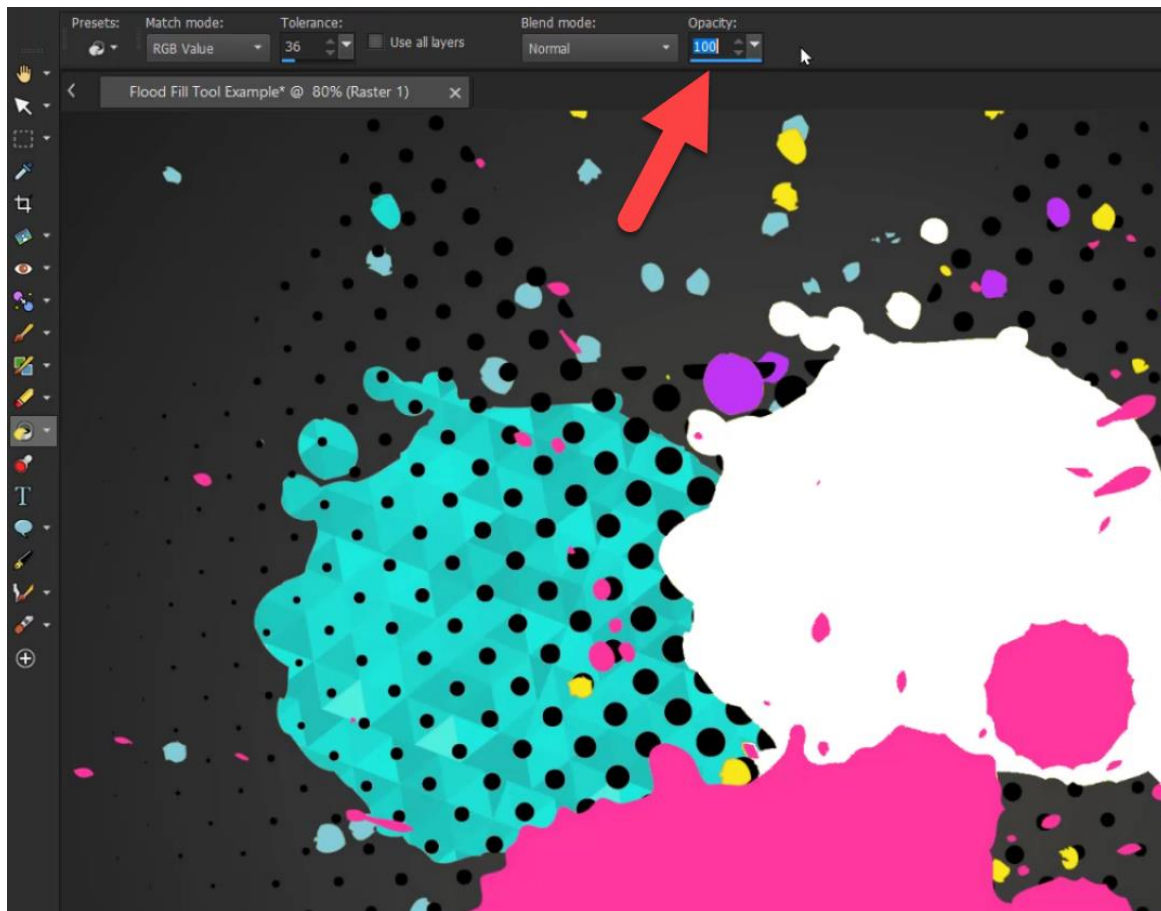 Presets: Match mode: Tolerance: Blend mode: Opacity:
RGB Value 36 Use all layers Normal 100
Flood Fill Tool Example* @ 80% (Raster 1)
T